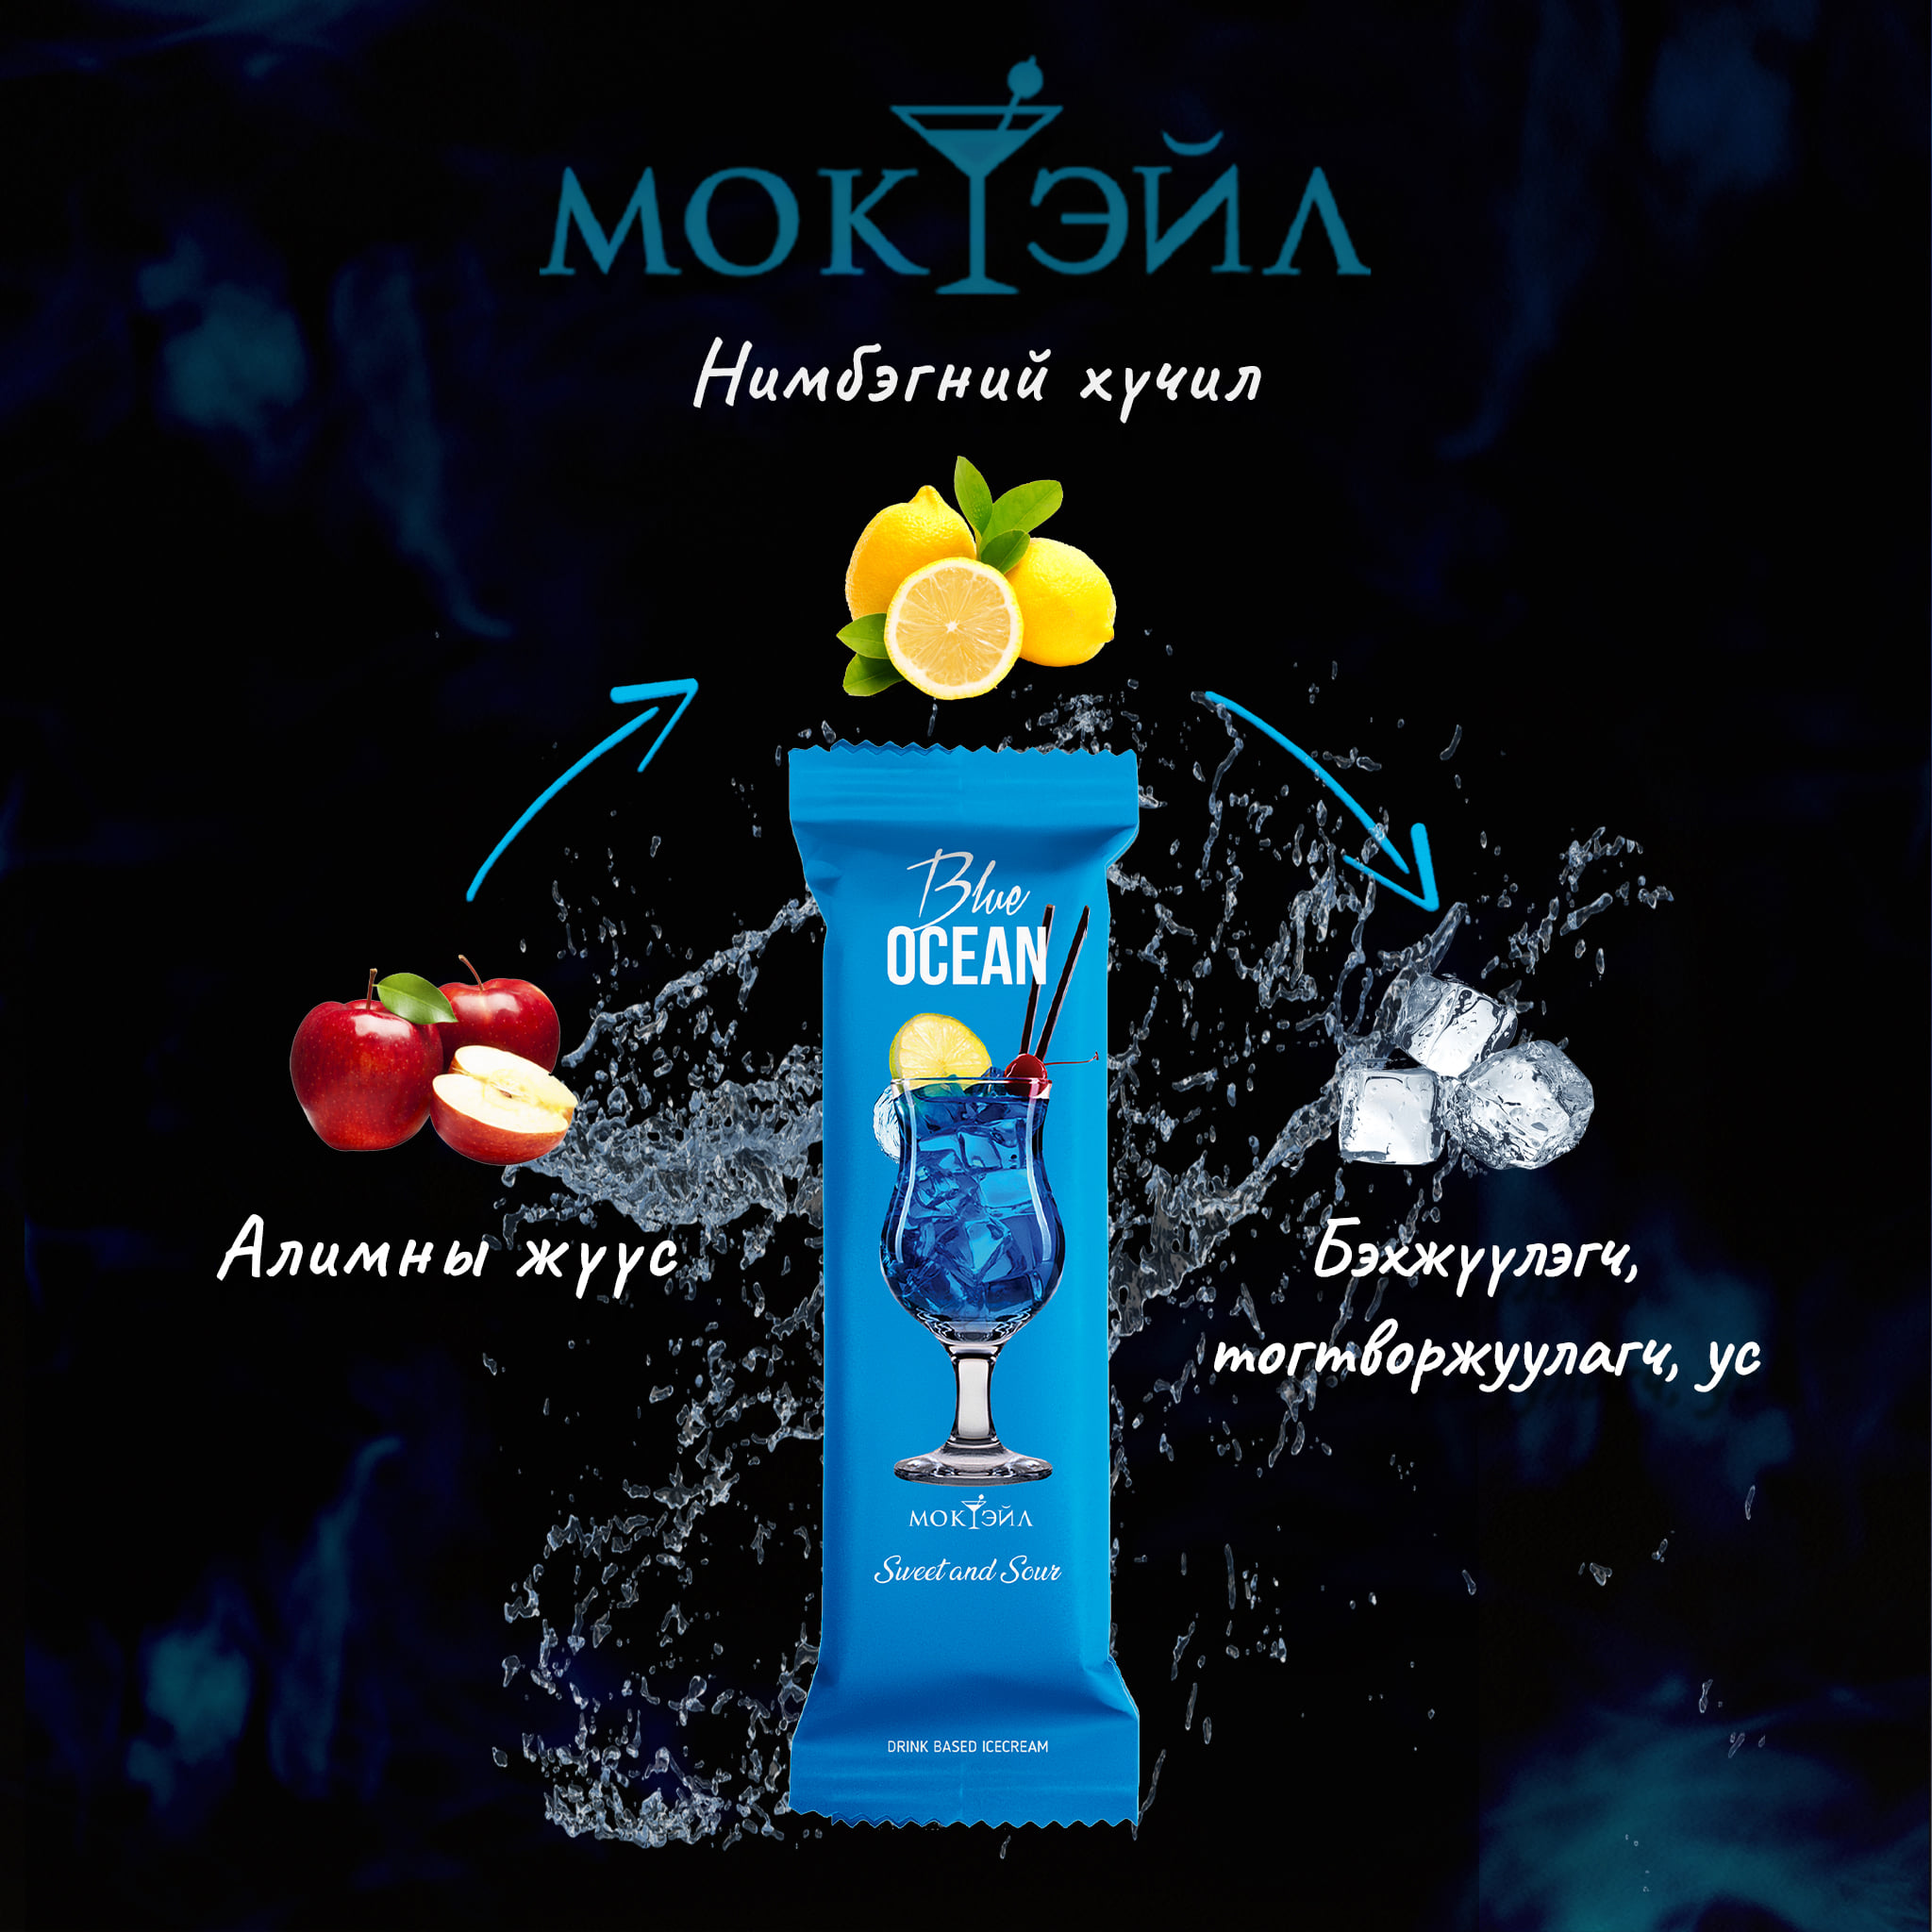 МОКТЭЙЛ
Нимбэгний хүчил
Blue
OCEAN
Алимны жүүс
Бэхжүүлэгч,
тогтворжуулагч, ус
МОКТЭЙЛ
Sweet and Sour
DRINK BASED ICECREAM